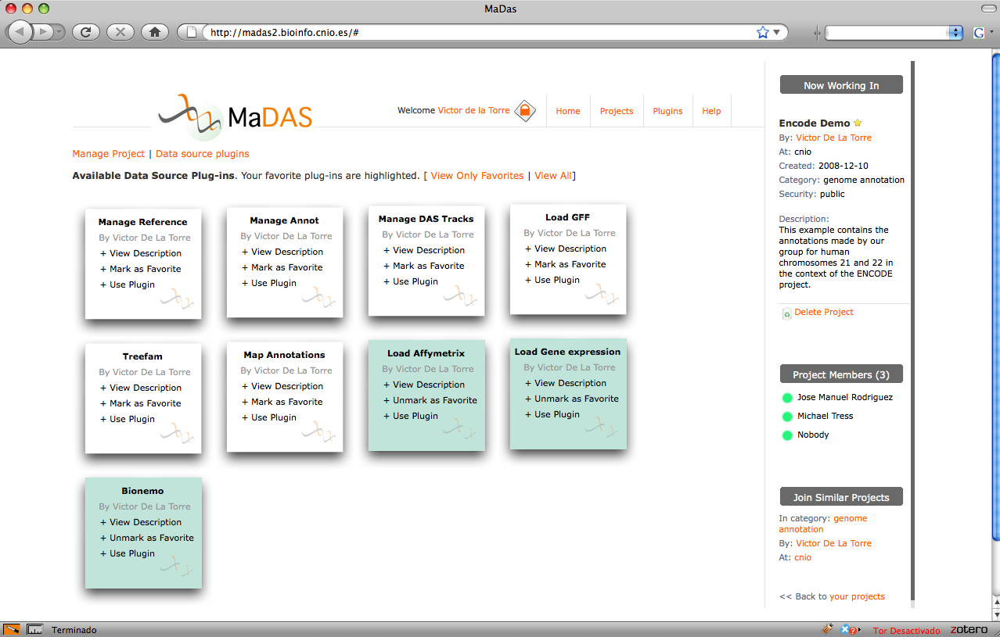 MaDas
http://madas2.bioinfo.cnio.es/#
G
MaDAS
Welcome Victor de la Torre
Home
Projects
Plugins
Help
Manage Project | Data source plugins
Available Data Source Plug-ins. Your favorite plug-ins are highlighted. [ View Only Favorites | View All]
Manage Reference
By Victor De La Torre
+ View Description
+ Mark as Favorite
+ Use Plugin
Manage Annot
By Victor De La Torre
+ View Description
+ Mark as Favorite
+ Use Plugin
Manage DAS Tracks
By Victor De La Torre
+ View Description
+ Mark as Favorite
+ Use Plugin
Load GFF
By Victor De La Torre
+ View Description
+ Mark as Favorite
+ Use Plugin
Treefam
By Victor De La Torre
+ View Description
+ Mark as Favorite
+ Use Plugin
Map Annotations
By Victor De La Torre
+ View Description
+ Mark as Favorite
+ Use Plugin
Load Affymetrix
By Victor De La Torre
+ View Description
+ Unmark as Favorite
+ Use Plugin
Load Gene expression
By Victor De La Torre
+ View Description
+ Unmark as Favorite
+ Use Plugin
Bionemo
By Victor De La Torre
+ View Description
+ Unmark as Favorite
+ Use Plugin
Now Working In
Encode Demo
By: Victor De La Torre
At: cnio
Created: 2008-12-10
Category: genome annotation
Security: public
Description:
This example contains the
annotations made by our
group for human
chromosomes 21 and 22 in
the context of the ENCODE
project.
Delete Project
Project Members (3)
Jose Manuel Rodriguez
Michael Tress
Nobody
Join Similar Projects
In category: genome
annotation
By: Victor De La Torre
At: cnio
<< Back to your projects
Terminado
Tor Desactivado
zotero